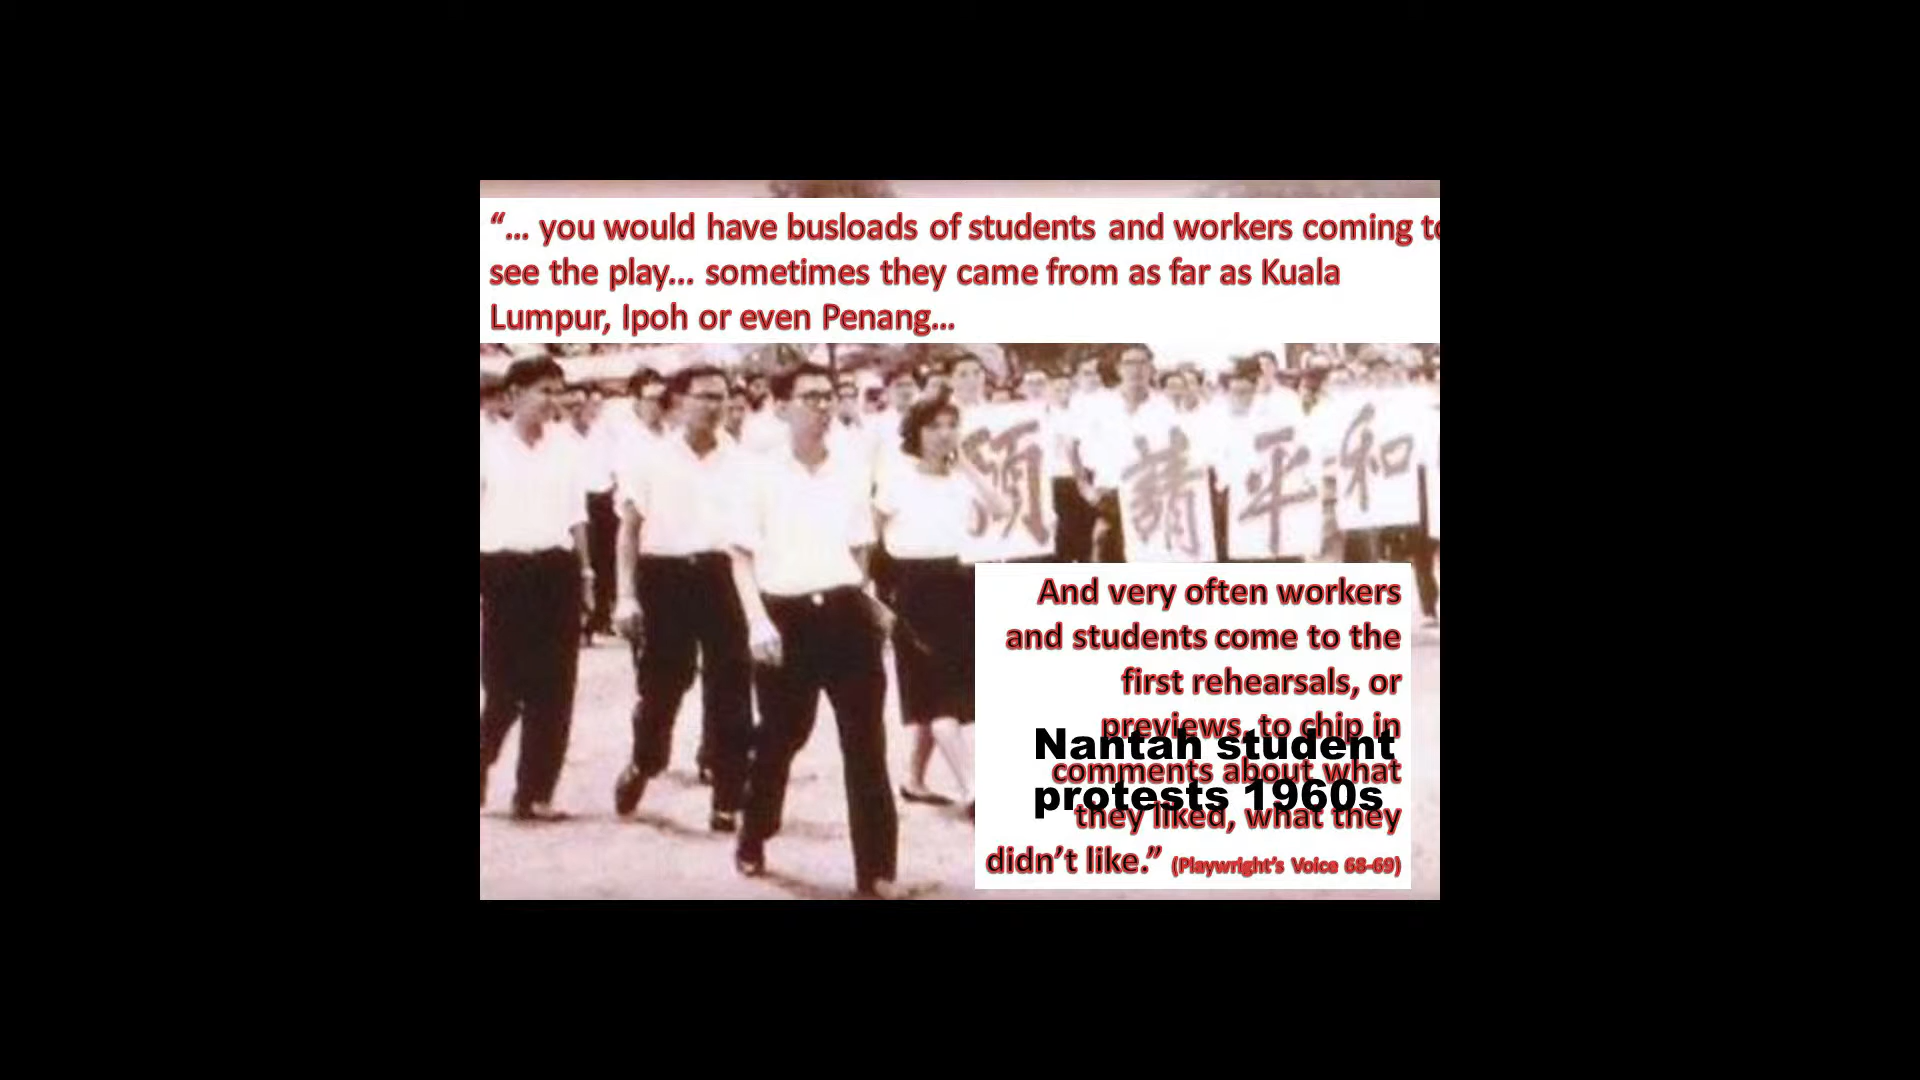 “... you would have busloads of students and workers coming to
see the play... sometimes they came from as far as Kuala
Lumpur, Ipoh or even Penang...
須 請 平 和
And very often workers
and students come to the
first rehearsals, or
previews, to chip in
comments about what
they liked, what they
didn’t like.” (Playwright’s Voice 68-69)
Nantah student
protests 1960s